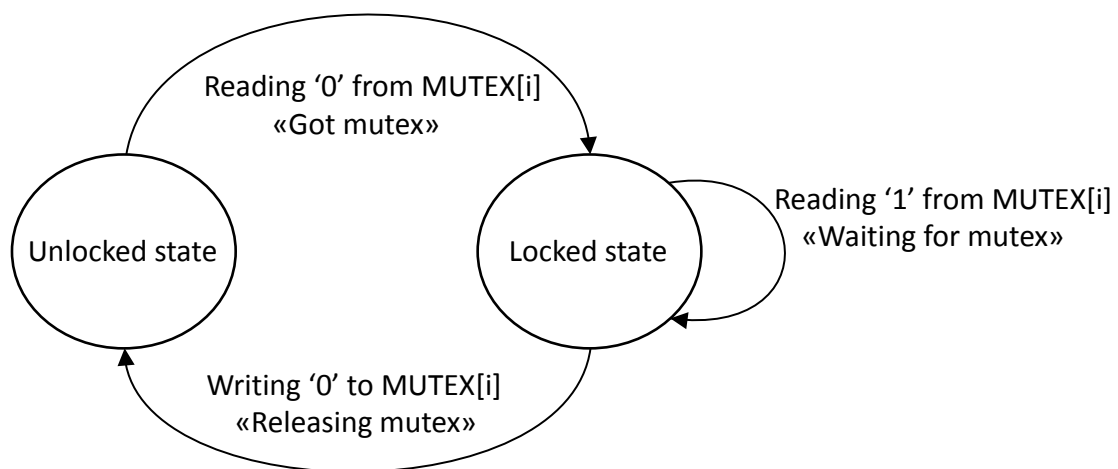 Reading ‘0’ from MUTEX[i]
«Got mutex»
Unlocked state
Locked state
Reading ‘1’ from MUTEX[i]
«Waiting for mutex»
Writing ‘0’ to MUTEX[i]
«Releasing mutex»